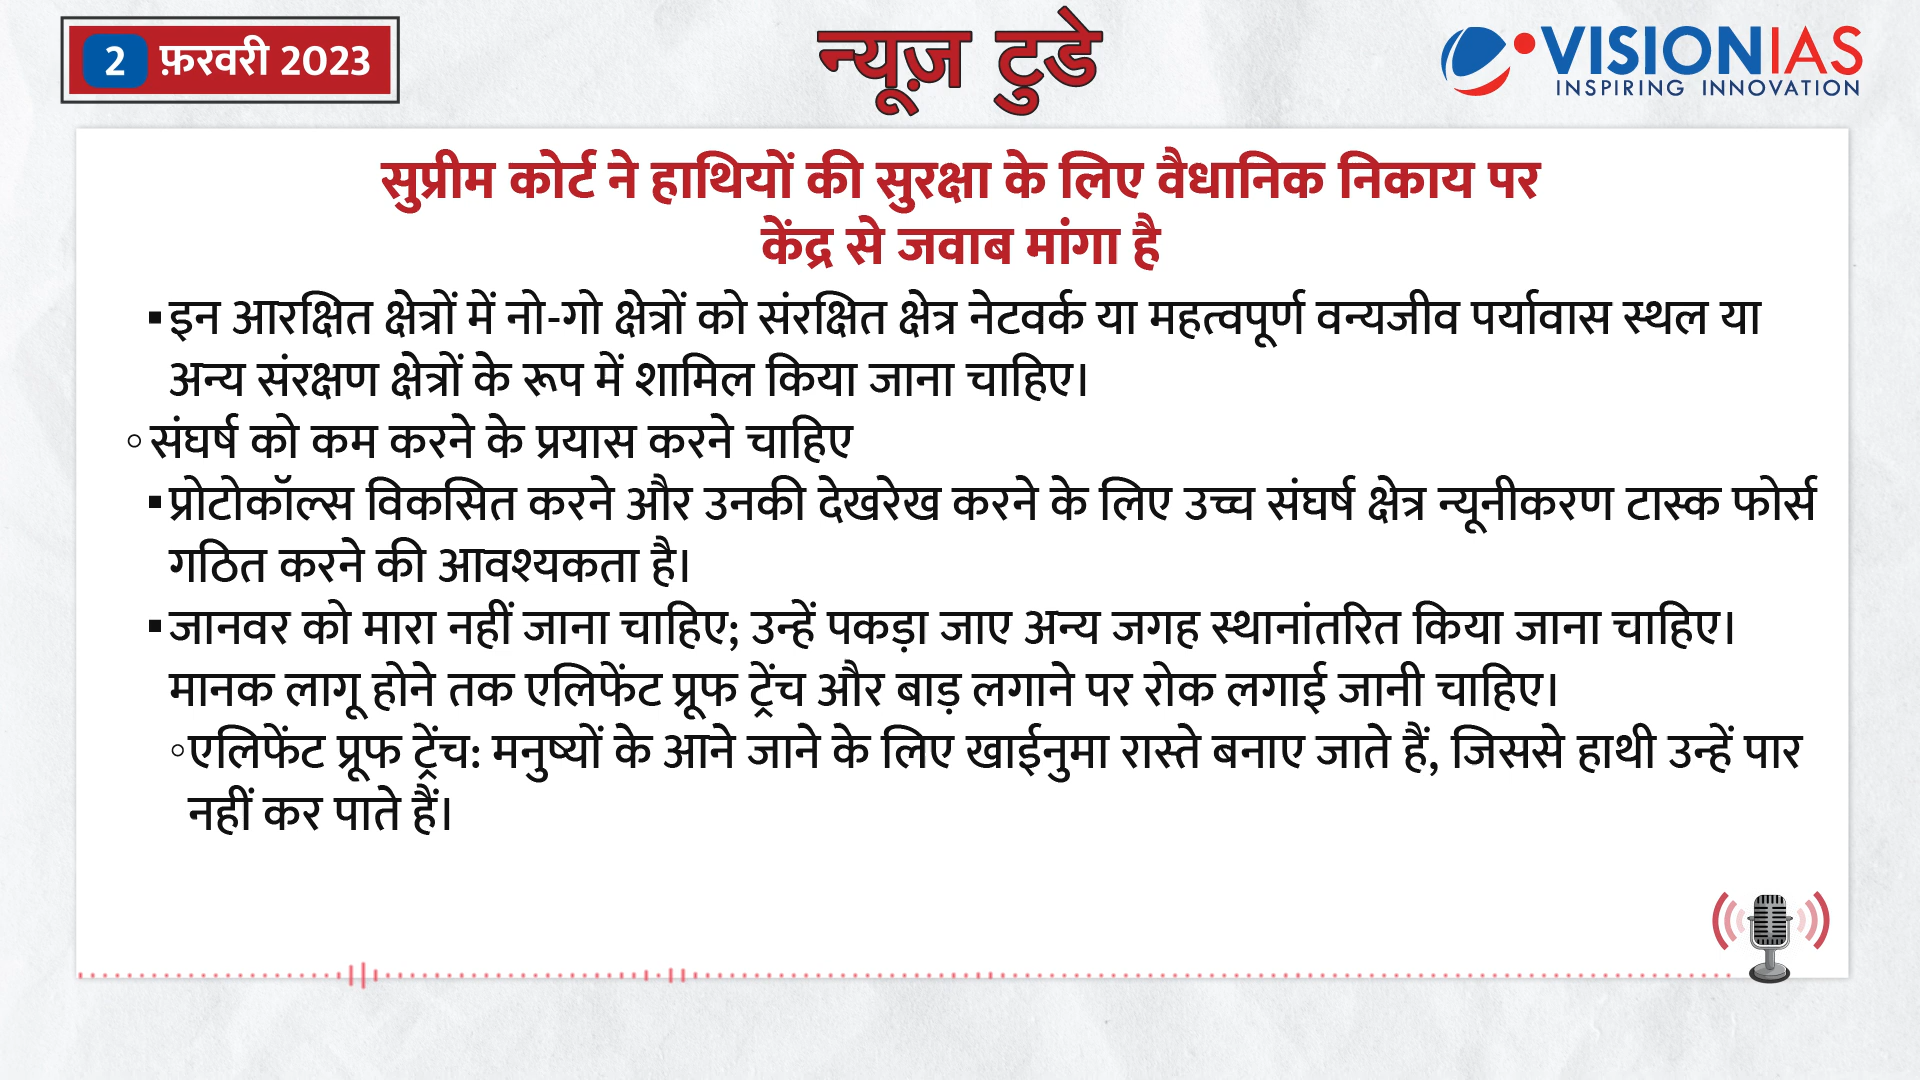 2 फ़रवरी 2023
न्यूज़ टुडे
VISIONIAS
INSPIRING INNOVATION
सुप्रीम कोर्ट ने हाथियों की सुरक्षा के लिए वैधानिक निकाय पर
केंद्र से जवाब मांगा है
▪ इन आरक्षित क्षेत्रों में नो-गो क्षेत्रों को संरक्षित क्षेत्र नेटवर्क या महत्वपूर्ण वन्यजीव पर्यावास स्थल या
अन्य संरक्षण क्षेत्रों के रूप में शामिल किया जाना चाहिए।
○ संघर्ष को कम करने के प्रयास करने चाहिए
▪ प्रोटोकॉल्स विकसित करने और उनकी देखरेख करने के लिए उच्च संघर्ष क्षेत्र न्यूनीकरण टास्क फोर्स
गठित करने की आवश्यकता है।
▪ जानवर को मारा नहीं जाना चाहिए; उन्हें पकड़ा जाए अन्य जगह स्थानांतरित किया जाना चाहिए।
मानक लागू होने तक एलिफेंट प्रूफ ट्रेंच और बाड़ लगाने पर रोक लगाई जानी चाहिए।
○ एलिफेंट प्रूफ ट्रेंच: मनुष्यों के आने जाने के लिए खाईनुमा रास्ते बनाए जाते हैं, जिससे हाथी उन्हें पार
नहीं कर पाते हैं।